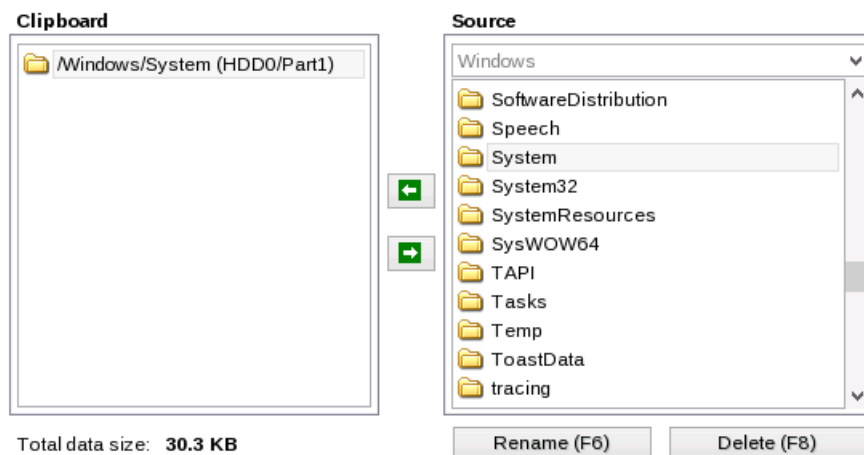 Clipboard
/Windows/System (HDD0/Part1)
Total data size: 30.3 KB
Source
Windows
SoftwareDistribution
Speech
System
System32
SystemResources
SysWOW64
TAPI
Tasks
Temp
ToastData
tracing
Rename (F6)
Delete (F8)